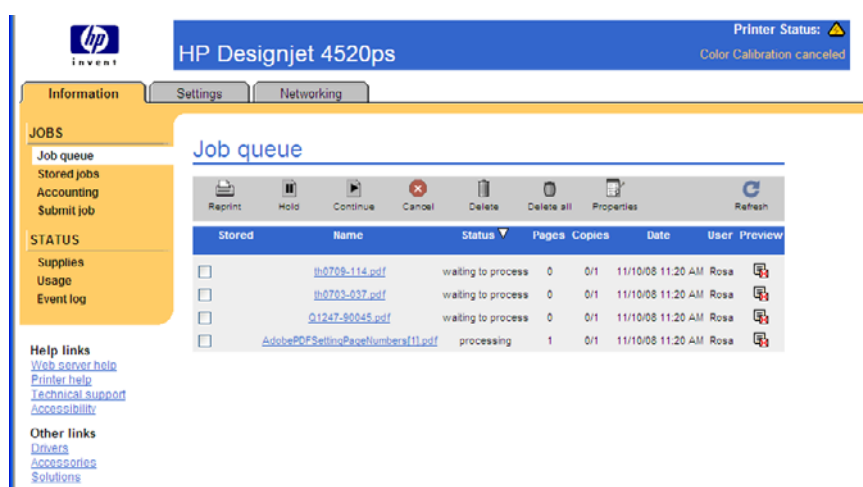 hp
invent
HP Designjet 4520ps
Printer Status:
Color Calibration canceled
Information Settings Networking
JOBS
Job queue
Stored jobs
Accounting
Submit job
STATUS
Supplies
Usage
Event log
Help links
Web server help
Printer help
Technical support
Accessibility
Other links
Drivers
Accessories
Solutions
Job queue
Reprint Hold Continue Cancel Delete Delete all Properties Refresh
Stored Name Status Pages Copies Date User Preview
th0709-114.pdf waiting to process 0 0/1 11/10/08 11:20 AM Rosa
th0703-037.pdf waiting to process 0 0/1 11/10/08 11:20 AM Rosa
Q1247-90045.pdf waiting to process 0 0/1 11/10/08 11:20 AM Rosa
AdobePDFSettingPageNumbers[1].pdf processing 1 0/1 11/10/08 11:20 AM Rosa